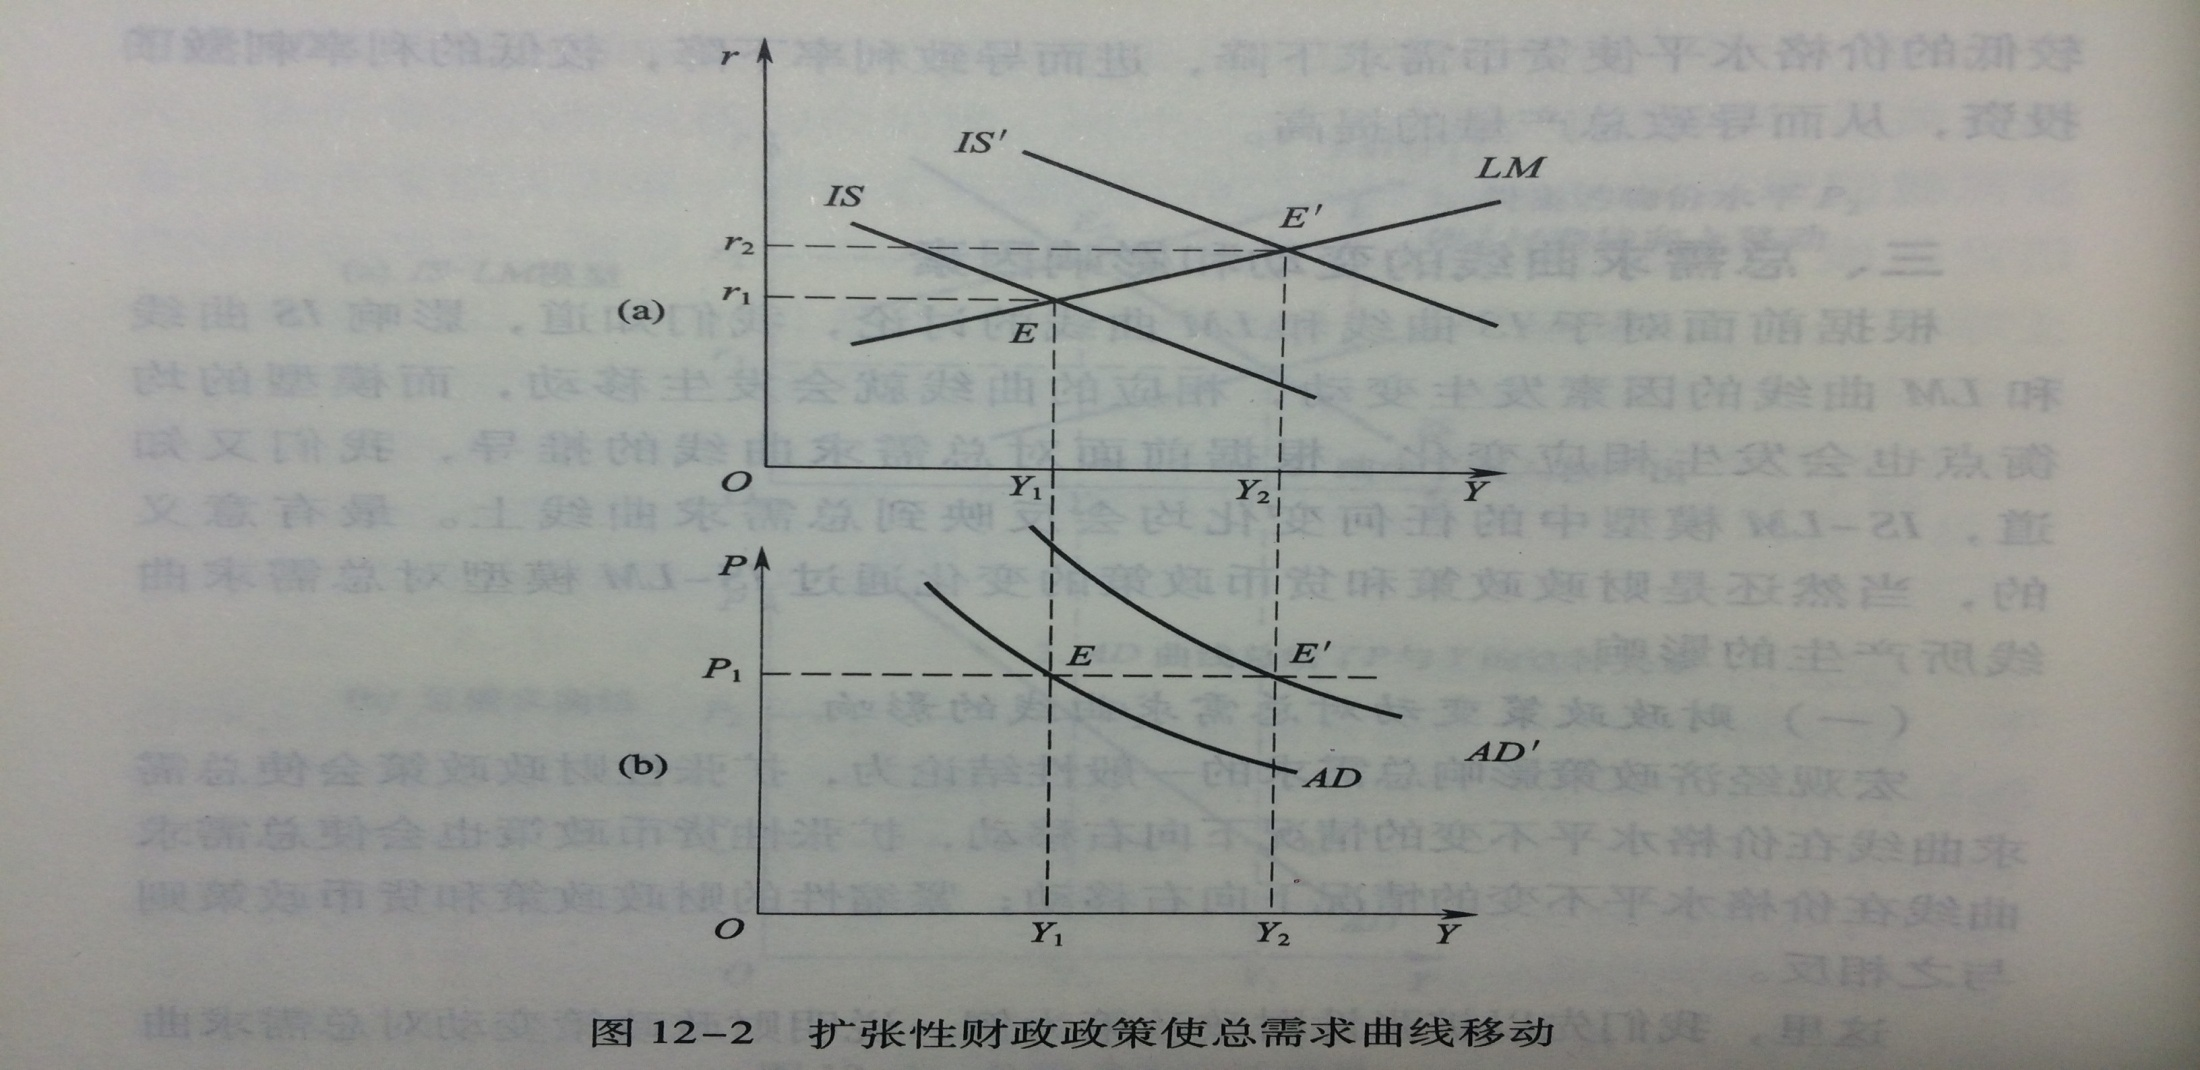 r
IS'
LM
IS
E'
r₂
r₁
(a)
E
O
Y₁
Y₂
Y
P
E
E'
P₁
AD'
(b)
AD
O
Y₁
Y₂
Y
图 12-2 扩张性财政政策使总需求曲线移动